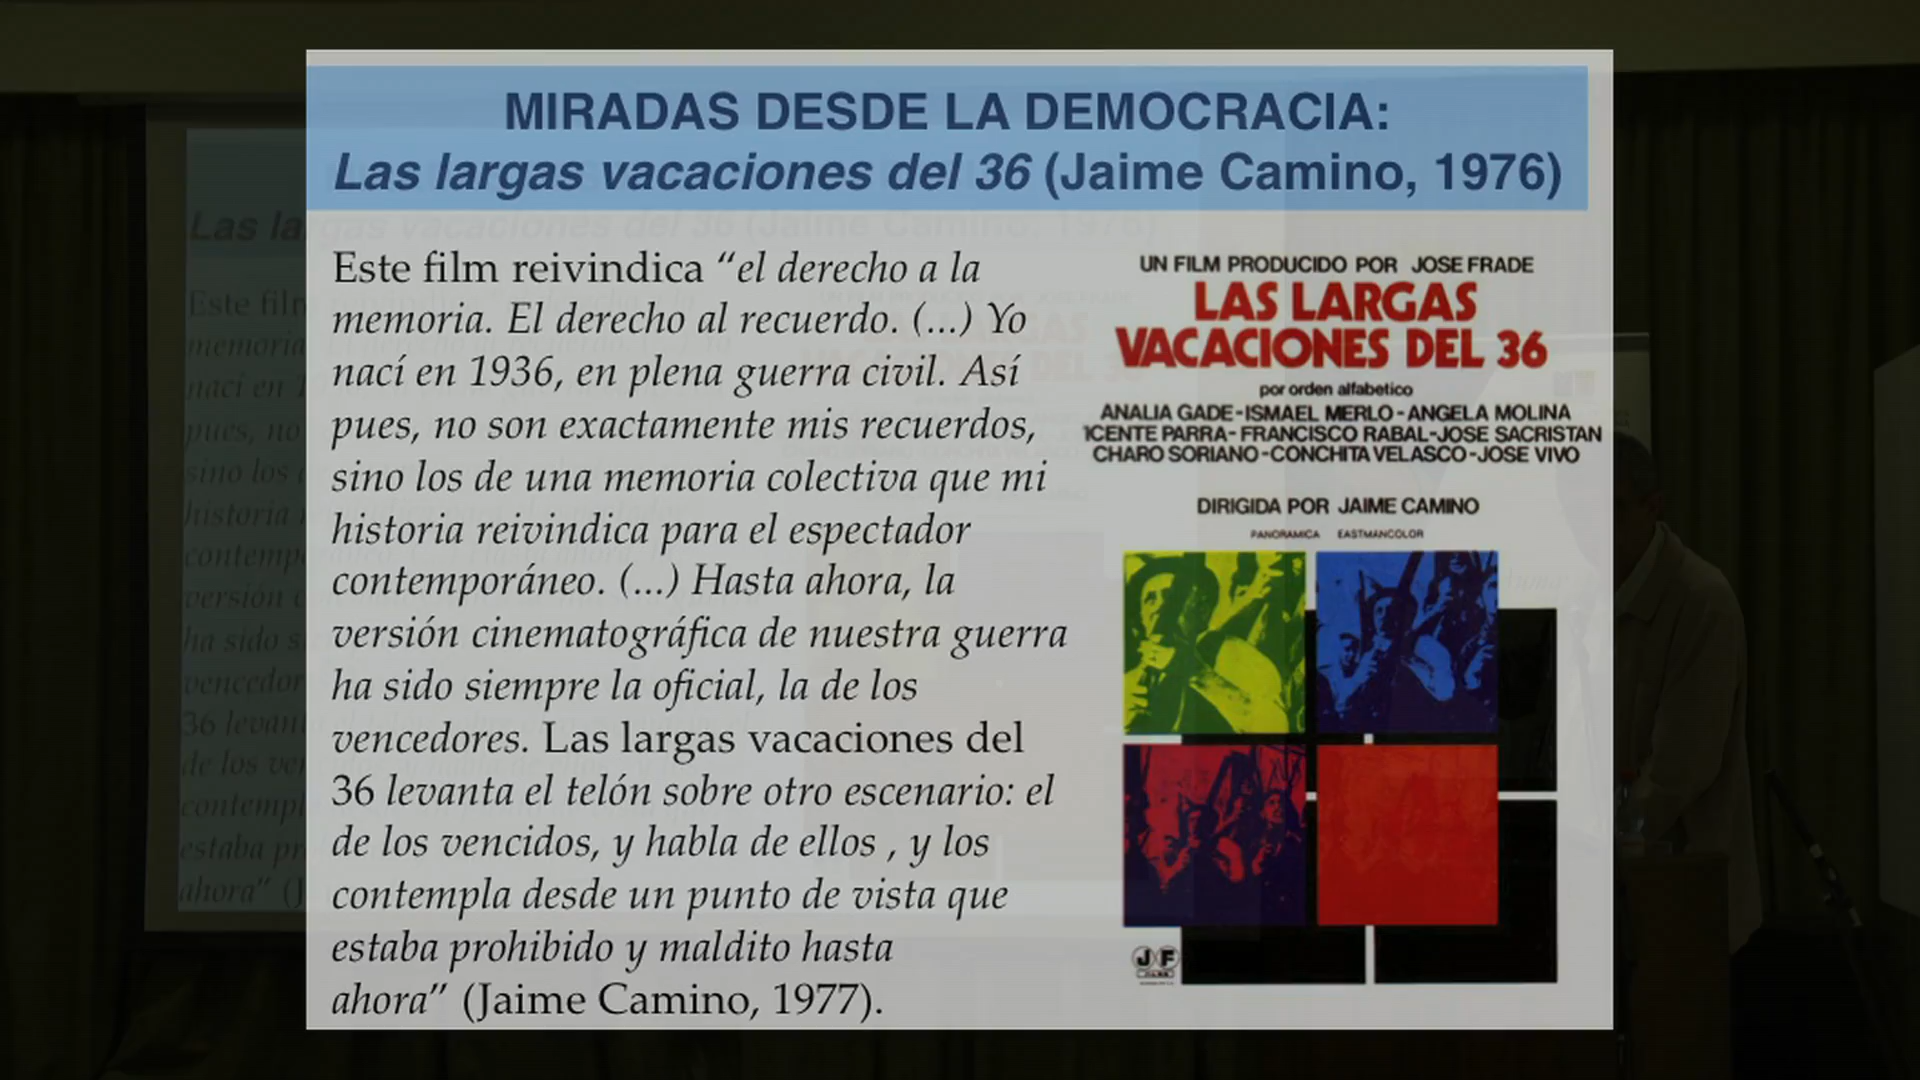 MIRADAS DESDE LA DEMOCRACIA:
Las largas vacaciones del 36 (Jaime Camino, 1976)
Este film reivindica “el derecho a la
memoria. El derecho al recuerdo. (...) Yo
nací en 1936, en plena guerra civil. Así
pues, no son exactamente mis recuerdos,
sino los de una memoria colectiva que mi
historia reivindica para el espectador
contemporáneo. (...) Hasta ahora, la
versión cinematográfica de nuestra guerra
ha sido siempre la oficial, la de los
vencedores. Las largas vacaciones del
36 levanta el telón sobre otro escenario: el
de los vencidos, y habla de ellos , y los
contempla desde un punto de vista que
estaba prohibido y maldito hasta
ahora” (Jaime Camino, 1977).
UN FILM PRODUCIDO POR JOSE FRADE
LAS LARGAS
VACACIONES DEL 36
por orden alfabetico
ANALIA GADE-ISMAEL MERLO-ANGELA MOLINA
ICENTE PARRA-FRANCISCO RABAL-JOSE SACRISTAN
CHARO SORIANO-CONCHITA VELASCO-JOSE VIVO
DIRIGIDA POR JAIME CAMINO
PANORAMICA EASTMANCOLOR
JF